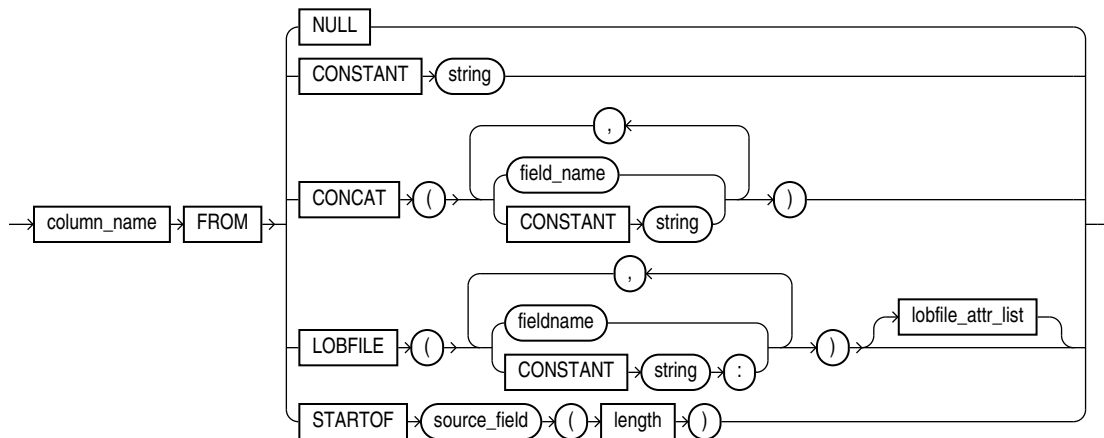 NULL
CONSTANT string
,
field_name
CONCAT ( )
CONSTANT string
column_name FROM
,
fieldname
lobfile_attr_list
LOBFILE ( )
CONSTANT string :
STARTOF source_field ( length )